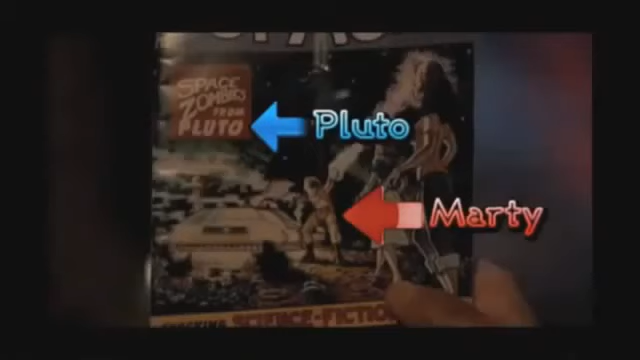 SPACE
ZOMBIES
FROM
PLUTO
Pluto
Marty
SCIENCE-FICTION